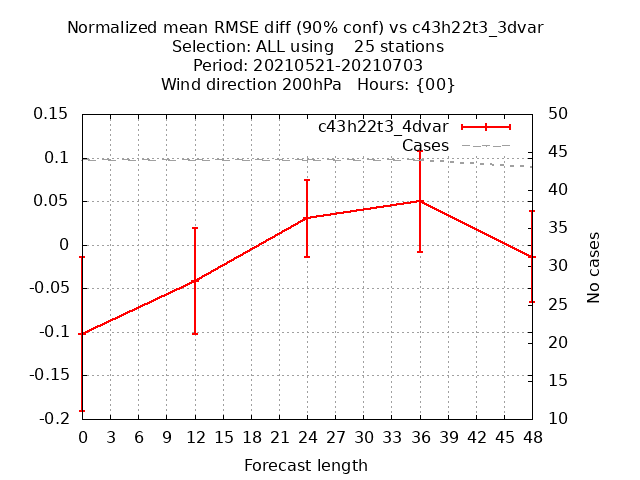 Normalized mean RMSE diff (90% conf) vs c43h22t3_3dvar
Selection: ALL using    25 stations
Period: 20210521-20210703
Wind direction 200hPa   Hours: {00}
0.15
0.1
0.05
0
-0.05
-0.1
-0.15
-0.2
c43h22t3_4dvar
Cases
50
45
40
35
30
25
20
15
10
No cases
0 3 6 9 12 15 18 21 24 27 30 33 36 39 42 45 48
Forecast length